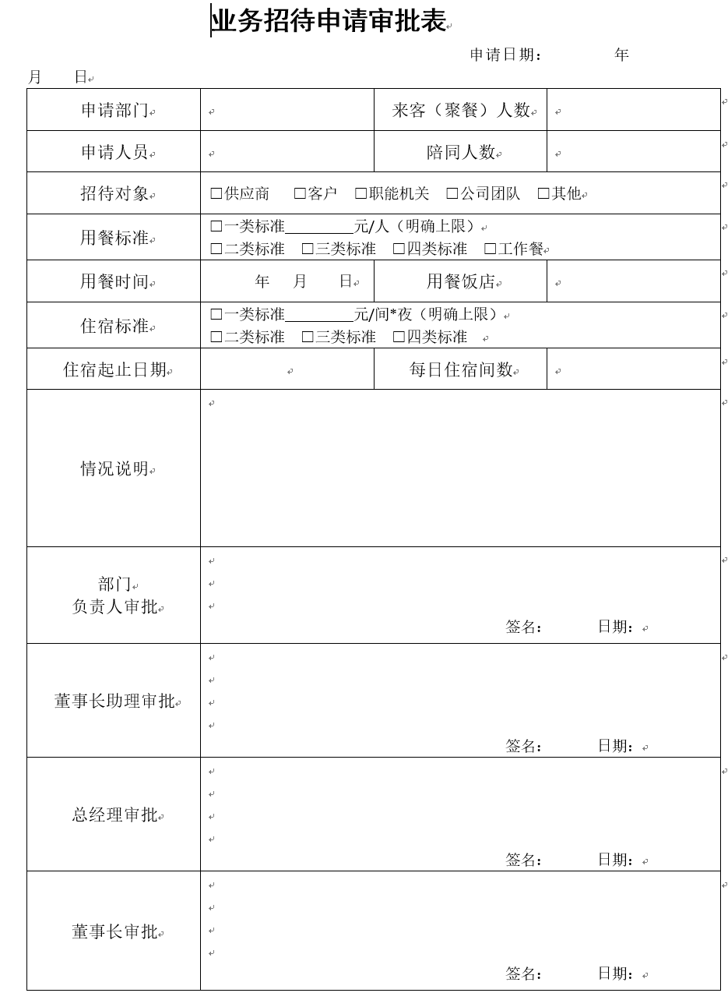 业务招待申请审批表
申请日期： 年
月 日
申请部门 来客（聚餐）人数
申请人员 陪同人数
招待对象 □供应商 □客户 □职能机关 □公司团队 □其他
用餐标准
□一类标准________元/人（明确上限）
□二类标准 □三类标准 □四类标准 □工作餐
用餐时间 年 月 日 用餐饭店
住宿标准
□一类标准________元/间*夜（明确上限）
□二类标准 □三类标准 □四类标准
住宿起止日期 每日住宿间数
情况说明
部门
负责人审批
签名： 日期：
董事长助理审批
签名： 日期：
总经理审批
签名： 日期：
董事长审批
签名： 日期：